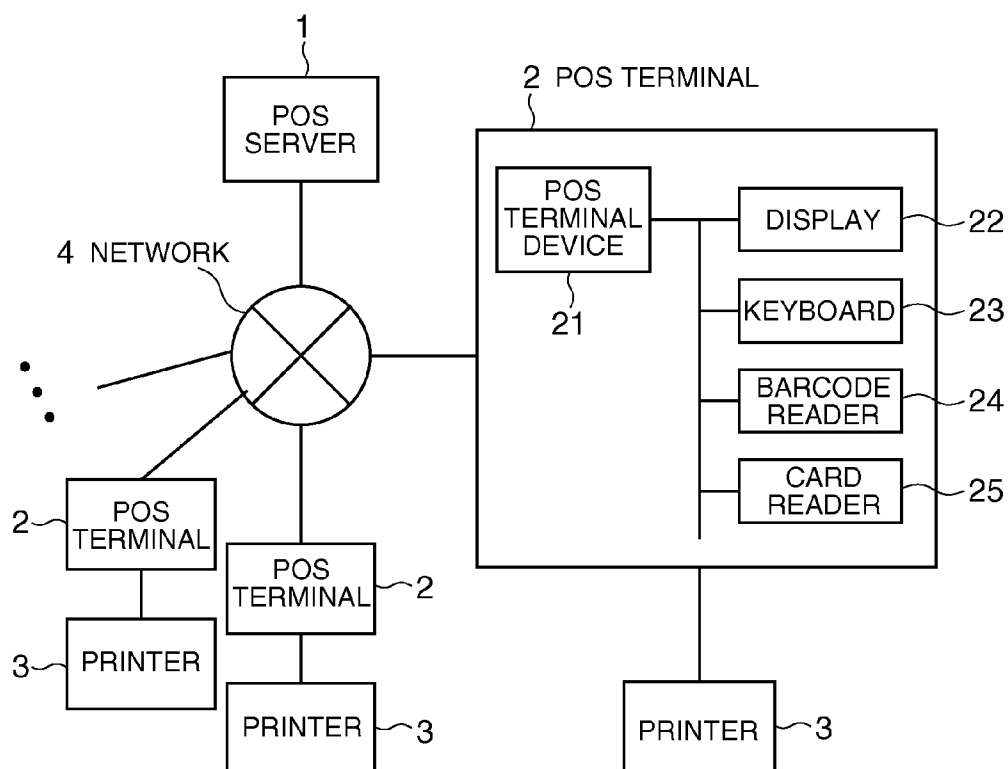 1
POS
SERVER
2 POS TERMINAL
POS
TERMINAL
DEVICE
21
DISPLAY
22
KEYBOARD
23
BARCODE
READER
24
CARD
READER
25
4 NETWORK
2
POS
TERMINAL
3
PRINTER
POS
TERMINAL
2
PRINTER
3
PRINTER
3